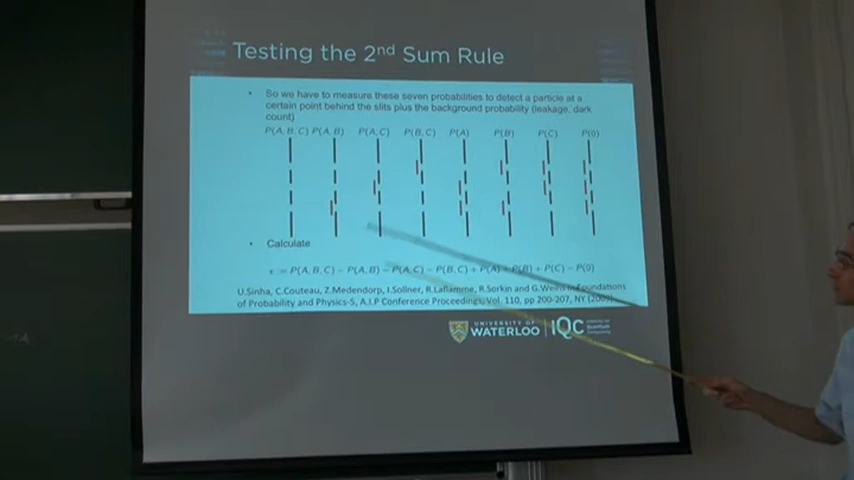 Testing the 2nd Sum Rule
• So we have to measure these seven probabilities to detect a particle at a
certain point behind the slits plus the background probability (leakage, dark
count)
P(A, B, C) P(A, B) P(A, C) P(B, C) P(A) P(B) P(C) P(0)
• Calculate
ϵ := P(A, B, C) − P(A, B) − P(A, C) − P(B, C) + P(A) + P(B) + P(C) − P(0)
U.Sinha, C.Couteau, Z.Medendorp, I.Sollner, R.Laflamme, R.Sorkin and G.Weihs in Foundations
of Probability and Physics-5, A.I.P Conference Proceedings, Vol. 110, pp 200-207, NY (2009)
UNIVERSITY OF
WATERLOO IQC